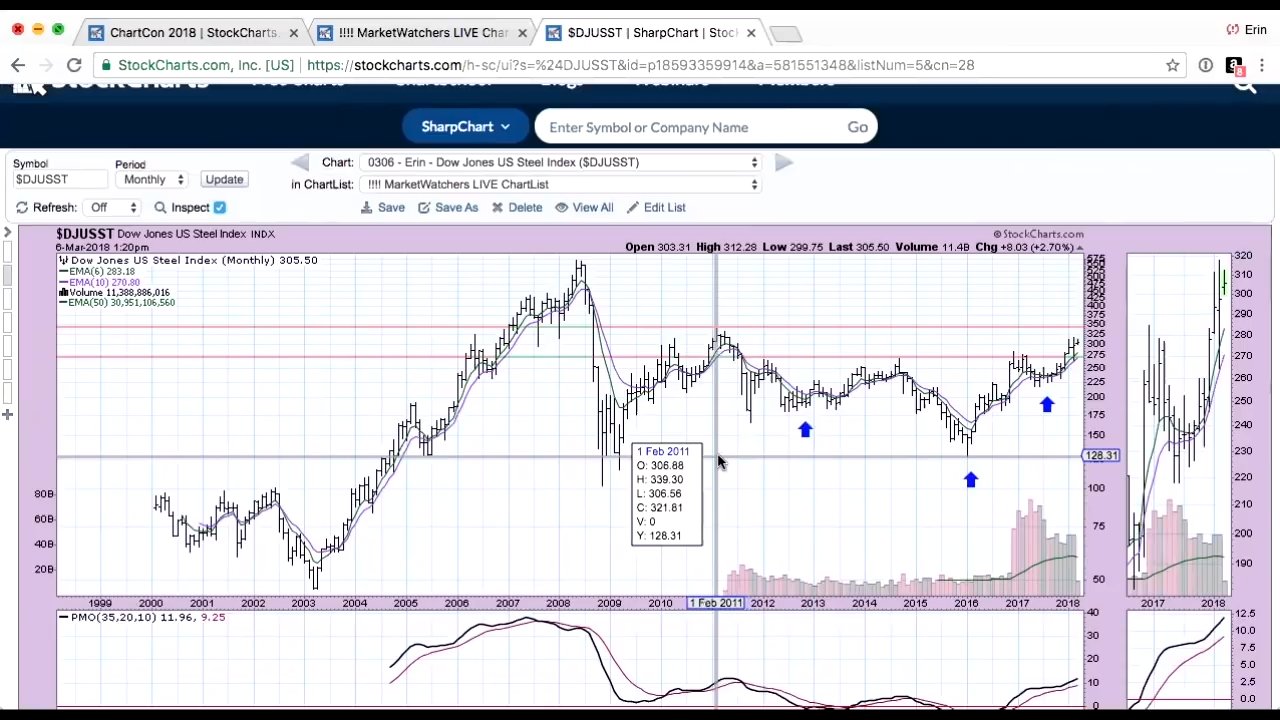 ChartCon 2018 | StockCharts.
!!!! MarketWatchers LIVE Char
$DJUSST | SharpChart | Stock
Erin
StockCharts.com, Inc. [US] | https://stockcharts.com/h-sc/ui?s=%24DJUSST&id=p18593359914&a=581551348&listNum=5&cn=28
8
SharpChart
Enter Symbol or Company Name
Go
Symbol
Period
Chart:
0306 - Erin - Dow Jones US Steel Index ($DJUSST)
$DJUSST
Monthly
Update
in ChartList:
!!!! MarketWatchers LIVE ChartList
Refresh:
Off
Inspect
Save
Save As
Delete
View All
Edit List
$DJUSST Dow Jones US Steel Index INDX
© StockCharts.com
6-Mar-2018 1:20pm
Open 303.31 High 312.28 Low 299.75 Last 305.50 Volume 11.4B Chg +8.03 (+2.70%)
Dow Jones US Steel Index (Monthly) 305.50
EMA(6) 283.18
EMA(10) 270.80
Volume 11,388,886,016
EMA(50) 30,951,106,560
575
525
475
450
425
400
375
350
325
300
275
250
225
200
175
150
128.31
100
75
50
80B
60B
40B
20B
320
310
300
290
280
270
260
250
240
230
220
210
200
190
1 Feb 2011
O: 306.88
H: 339.30
L: 306.56
C: 321.81
V: 0
Y: 128.31
1999 2000 2001 2002 2003 2004 2005 2006 2007 2008 2009 2010 1 Feb 2011 2012 2013 2014 2015 2016 2017 2018
2017 2018
PMO(35,20,10) 11.96, 9.25
40
30
20
10
0
12.5
10.0
7.5
5.0
2.5
0.0